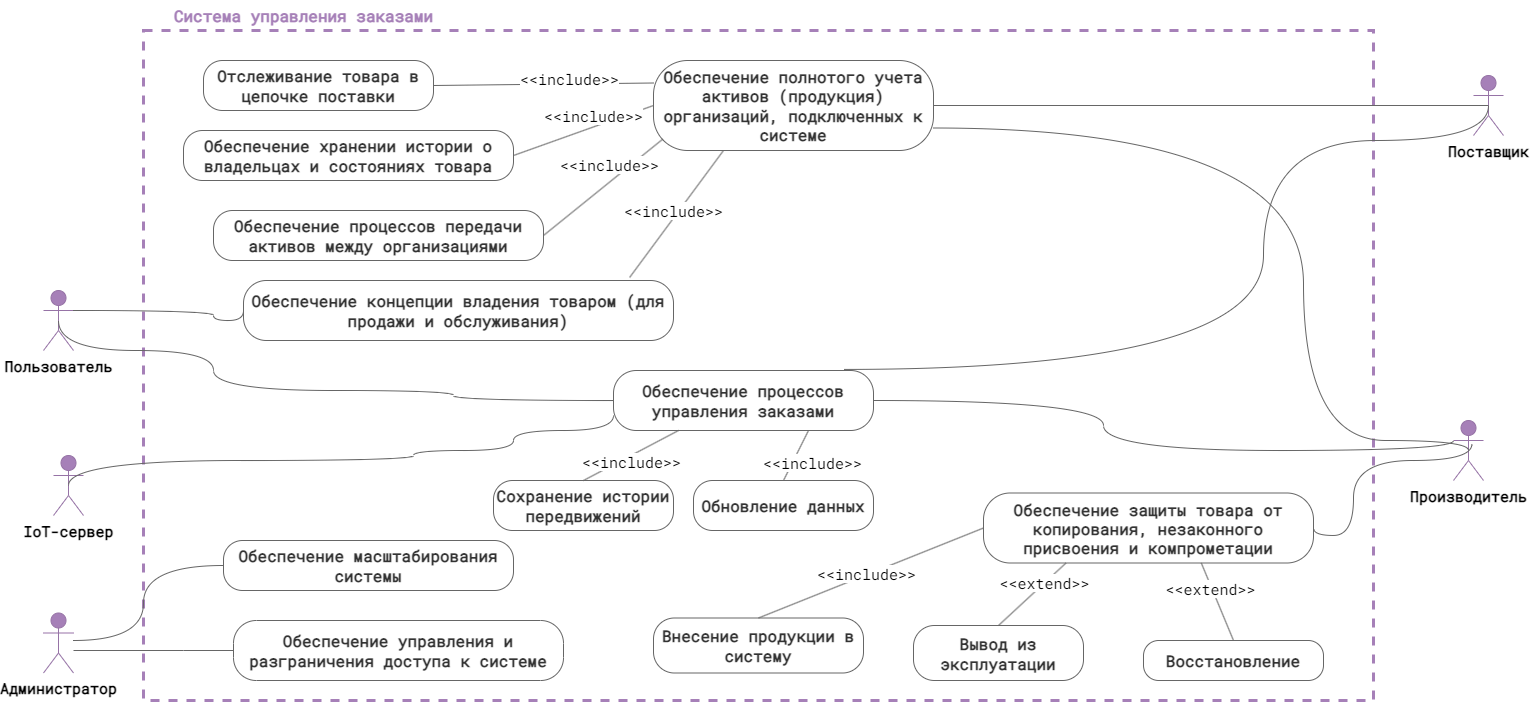 Система управления заказами
Отслеживание товара в
цепочке поставки
<<include>>
Обеспечение полнотого учета
активов (продукция)
организаций, подключенных к
системе
<<include>>
Обеспечение хранении истории о
владельцах и состояниях товара
<<include>>
Поставщик
<<include>>
Обеспечение процессов передачи
активов между организациями
Обеспечение концепции владения товаром (для
продажи и обслуживания)
Пользователь
Обеспечение процессов
управления заказами
<<include>>
<<include>>
Сохранение истории
передвижений
Обновление данных
Производитель
IoT-сервер
Обеспечение защиты товара от
копирования, незаконного
присвоения и компрометации
Обеспечение масштабирования
системы
<<include>>
<<extend>>
<<extend>>
Обеспечение управления и
разграничения доступа к системе
Внесение продукции в
систему
Вывод из
эксплуатации
Восстановление
Администратор